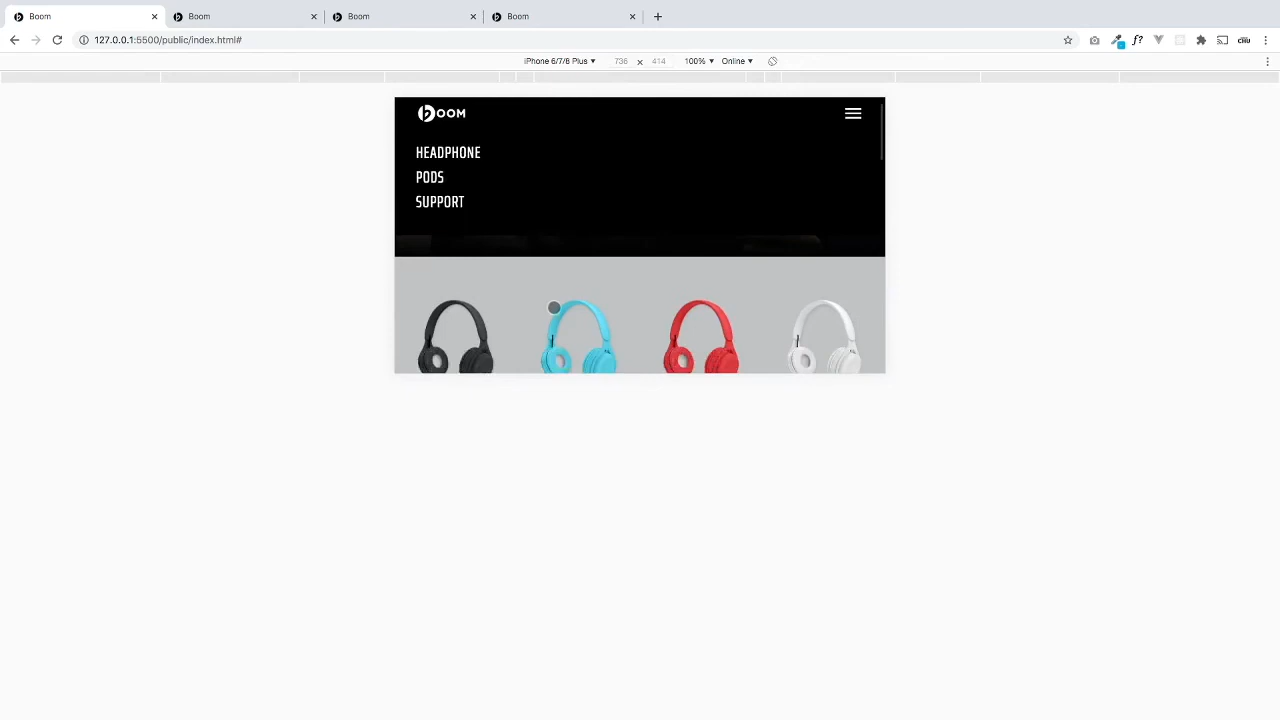 Boom
Boom
Boom
Boom
127.0.0.1:5500/public/index.html#
iPhone 6/7/8 Plus 736 x 414 100% Online
bOOM
HEADPHONE
PODS
SUPPORT